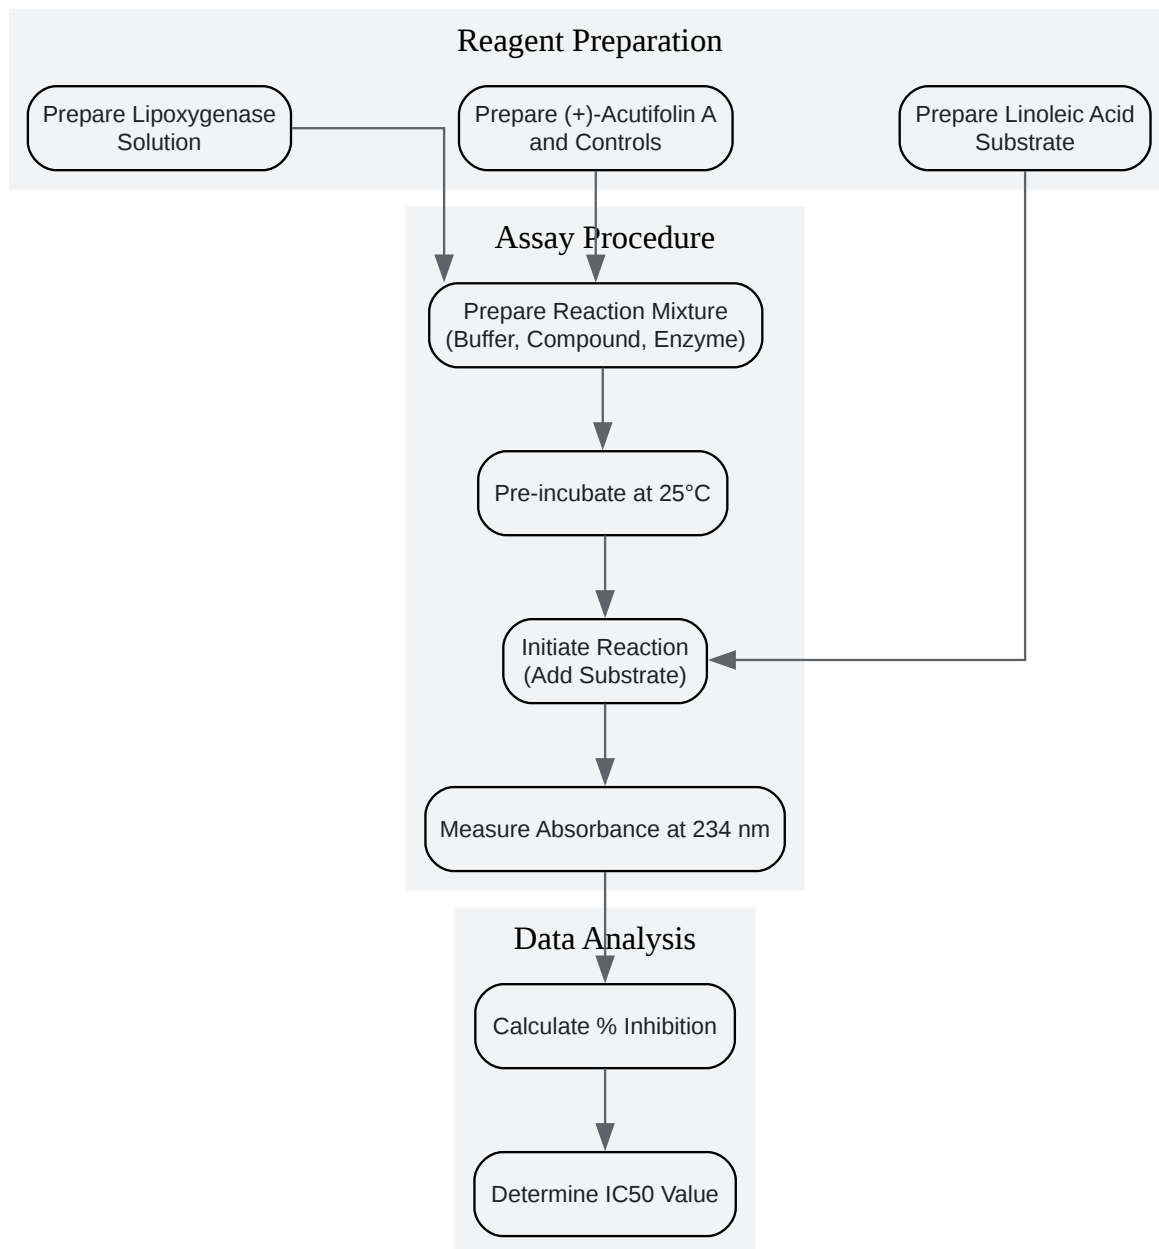 Reagent Preparation
Prepare Lipoxygenase
Solution
Prepare (+)-Acutifolin A
and Controls
Prepare Linoleic Acid
Substrate
Assay Procedure
Prepare Reaction Mixture
(Buffer, Compound, Enzyme)
Pre-incubate at 25°C
Initiate Reaction
(Add Substrate)
Measure Absorbance at 234 nm
Data Analysis
Calculate % Inhibition
Determine IC50 Value